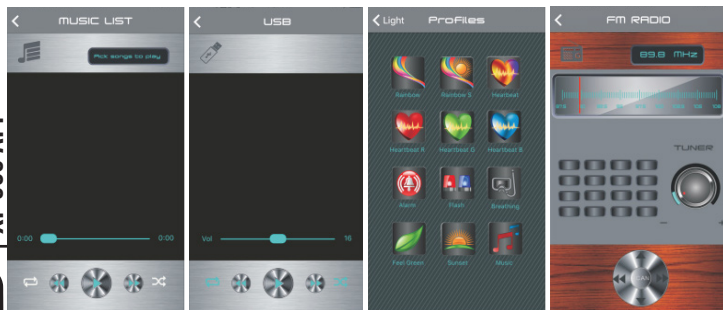 MUSIC LIST
Pick songs to play
0:00
0:00
USB
Vol
16
Light
Profiles
Rainbow
Rainbow S
Heartbeat
Heartbeat R
Heartbeat G
Heartbeat B
Alarm
Flash
Breathing
Feel Green
Sunset
Music
FM RADIO
89.8 MHz
TUNER
SCAN